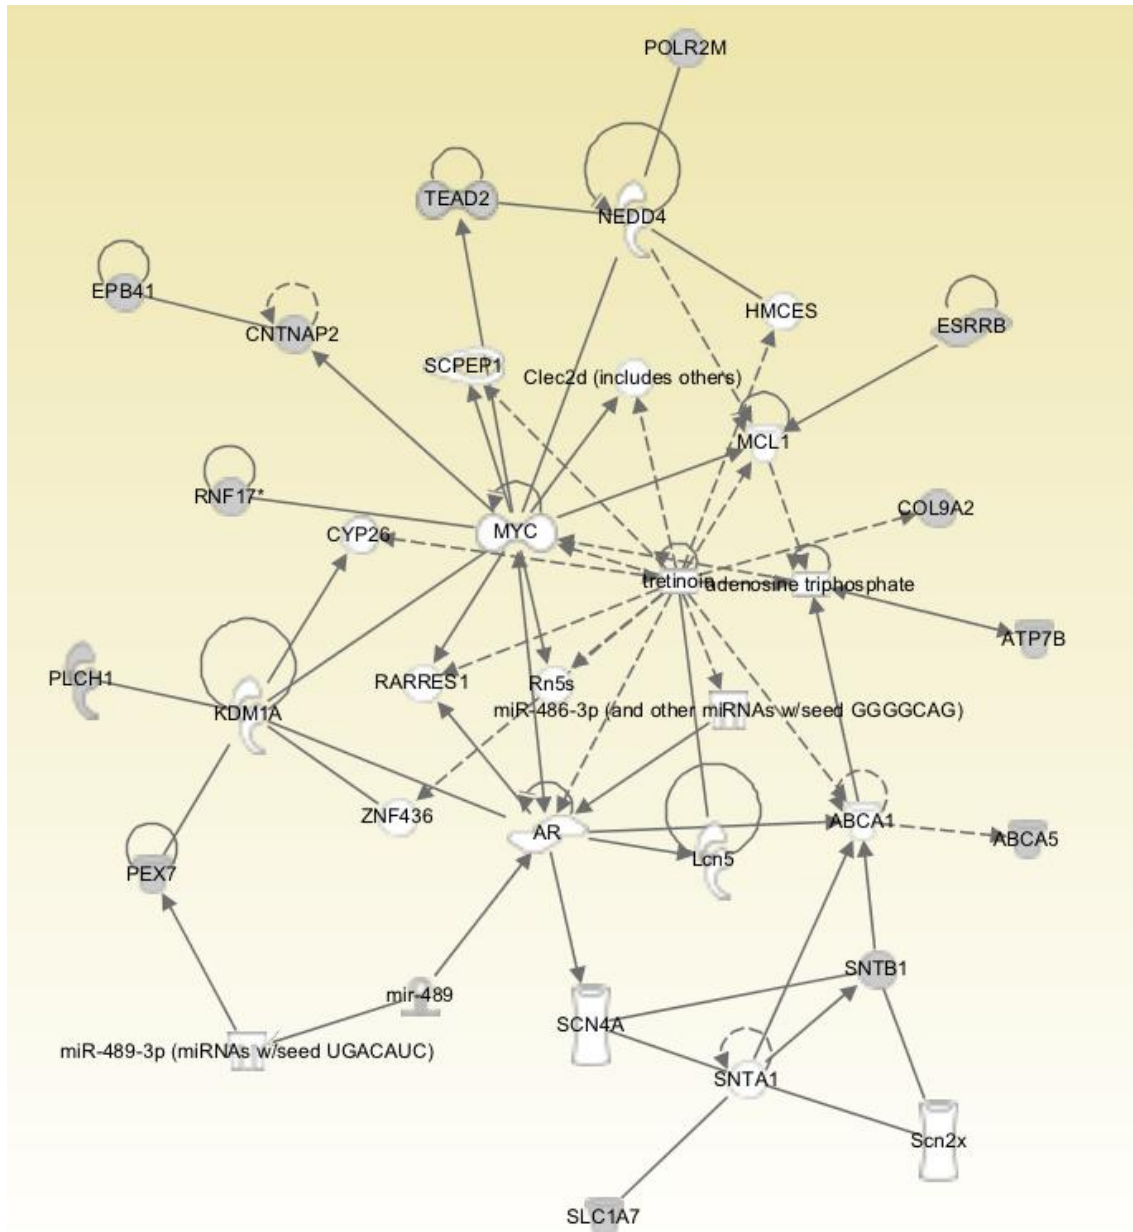 POLR2M
TEAD2
NEDD4
EPB41
HMCES
CNTNAP2
ESRRB
SCPEP1
Clec2d (includes others)
MCL1
RNF17*
COL9A2
CYP26
MYC
tretinoin
adenosine triphosphate
ATP7B
PLCH1
RARRES1
Rn5s
KDM1A
miR-486-3p (and other miRNAs w/seed GGGGCAG)
ZNF436
AR
ABCA1
ABCA5
Lcn5
PEX7
SNTB1
mir-489
SCN4A
miR-489-3p (miRNAs w/seed UGACAUC)
SNTA1
Scn2x
SLC1A7